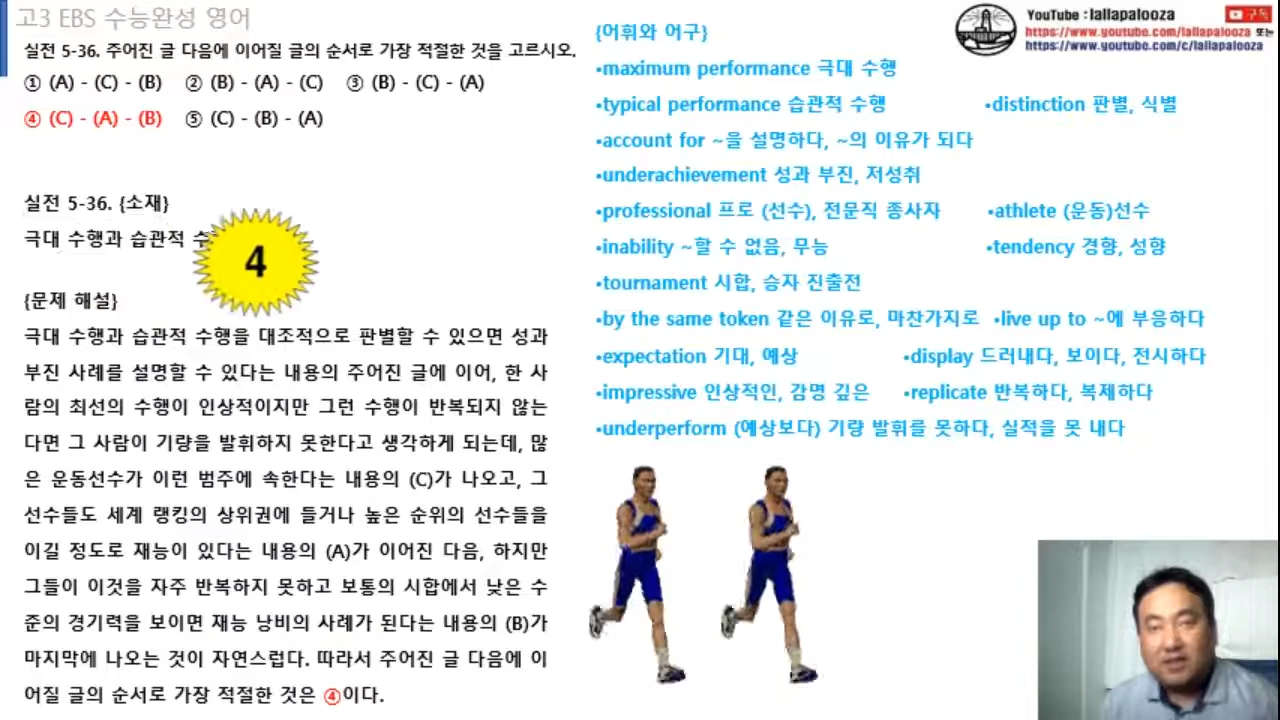 고3 EBS 수능완성 영어
실전 5-36. 주어진 글 다음에 이어질 글의 순서로 가장 적절한 것을 고르시오.
① (A) - (C) - (B) ② (B) - (A) - (C) ③ (B) - (C) - (A)
④ (C) - (A) - (B) ⑤ (C) - (B) - (A)
실전 5-36. {소재}
극대 수행과 습관적
4
{문제 해설}
극대 수행과 습관적 수행을 대조적으로 판별할 수 있으면 성과
부진 사례를 설명할 수 있다는 내용의 주어진 글에 이어, 한 사
람의 최선의 수행이 인상적이지만 그런 수행이 반복되지 않는
다면 그 사람이 기량을 발휘하지 못한다고 생각하게 되는데, 많
은 운동선수가 이런 범주에 속한다는 내용의 (C)가 나오고, 그
선수들도 세계 랭킹의 상위권에 들거나 높은 순위의 선수들을
이길 정도로 재능이 있다는 내용의 (A)가 이어진 다음, 하지만
그들이 이것을 자주 반복하지 못하고 보통의 시합에서 낮은 수
준의 경기력을 보이면 재능 낭비의 사례가 된다는 내용의 (B)가
마지막에 나오는 것이 자연스럽다. 따라서 주어진 글 다음에 이
어질 글의 순서로 가장 적절한 것은 ④이다.
{어휘와 어구}
•maximum performance 극대 수행
•typical performance 습관적 수행 •distinction 판별, 식별
•account for ~을 설명하다, ~의 이유가 되다
•underachievement 성과 부진, 저성취
•professional 프로 (선수), 전문직 종사자 •athlete (운동)선수
•inability ~할 수 없음, 무능 •tendency 경향, 성향
•tournament 시합, 승자 진출전
•by the same token 같은 이유로, 마찬가지로 •live up to ~에 부응하다
•expectation 기대, 예상 •display 드러내다, 보이다, 전시하다
•impressive 인상적인, 감명 깊은 •replicate 반복하다, 복제하다
•underperform (예상보다) 기량 발휘를 못하다, 실적을 못 내다
YouTube : lallapalooza 구독
https://www.youtube.com/lallapalooza 또는
https://www.youtube.com/c/lallapalooza